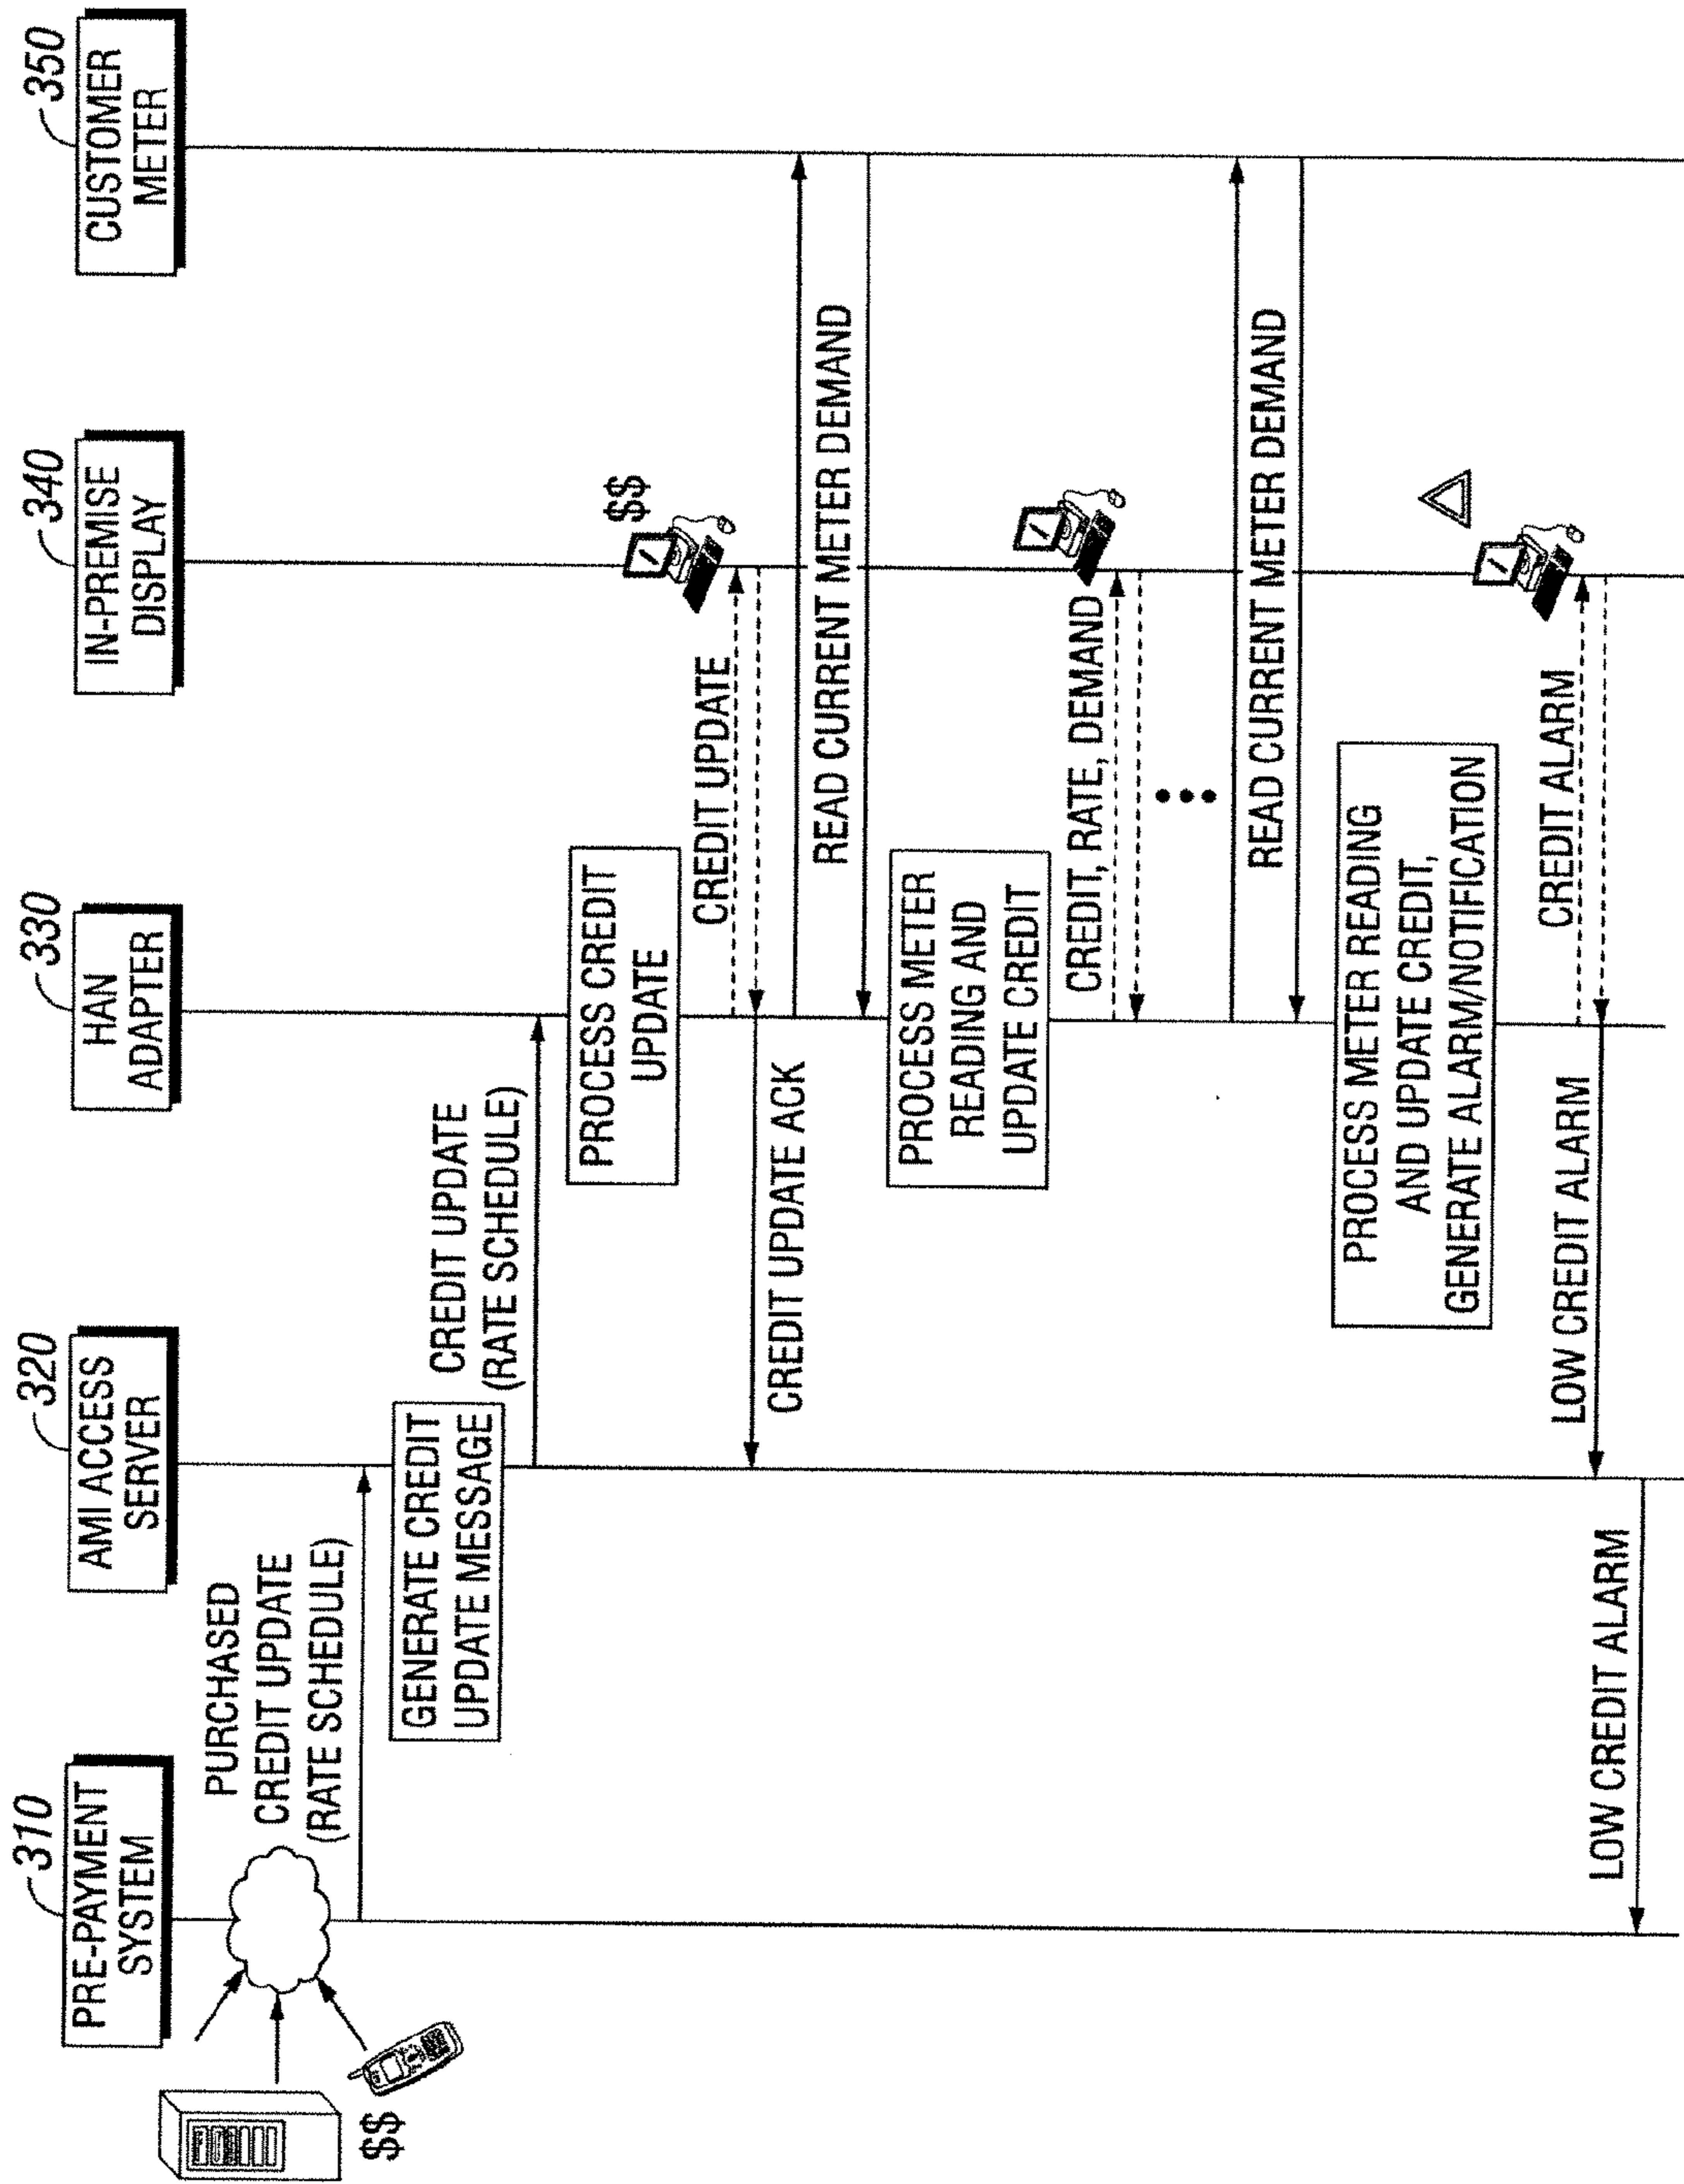 310
PRE-PAYMENT
SYSTEM
320
AMI ACCESS
SERVER
330
HAN
ADAPTER
340
IN-PREMISE
DISPLAY
350
CUSTOMER
METER
$$
PURCHASED
CREDIT UPDATE
(RATE SCHEDULE)
GENERATE CREDIT
UPDATE MESSAGE
CREDIT UPDATE
(RATE SCHEDULE)
PROCESS CREDIT
UPDATE
$$
CREDIT UPDATE
CREDIT UPDATE ACK
READ CURRENT METER DEMAND
PROCESS METER
READING AND
UPDATE CREDIT
CREDIT, RATE, DEMAND
READ CURRENT METER DEMAND
PROCESS METER READING
AND UPDATE CREDIT,
GENERATE ALARM/NOTIFICATION
CREDIT ALARM
LOW CREDIT ALARM
LOW CREDIT ALARM